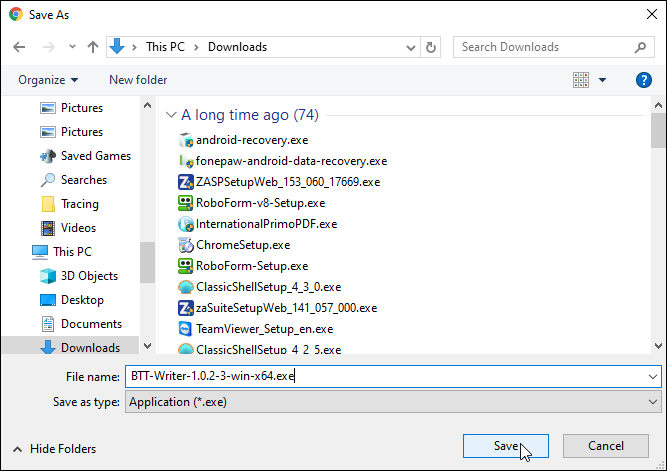 Save As
This PC
Downloads
Search Downloads
Organize
New folder
?
Pictures
Pictures
Saved Games
Searches
Tracing
Videos
This PC
3D Objects
Desktop
Documents
Downloads
A long time ago (74)
android-recovery.exe
fonepaw-android-data-recovery.exe
ZASPSetupWeb_153_060_17669.exe
RoboForm-v8-Setup.exe
InternationalPrimoPDF.exe
ChromeSetup.exe
RoboForm-Setup.exe
ClassicShellSetup_4_3_0.exe
zaSuiteSetupWeb_141_057_000.exe
TeamViewer_Setup_en.exe
ClassicShellSetup_4_2_5.exe
File name: BTT-Writer-1.0.2-3-win-x64.exe
Save as type: Application (*.exe)
Hide Folders
Save
Cancel